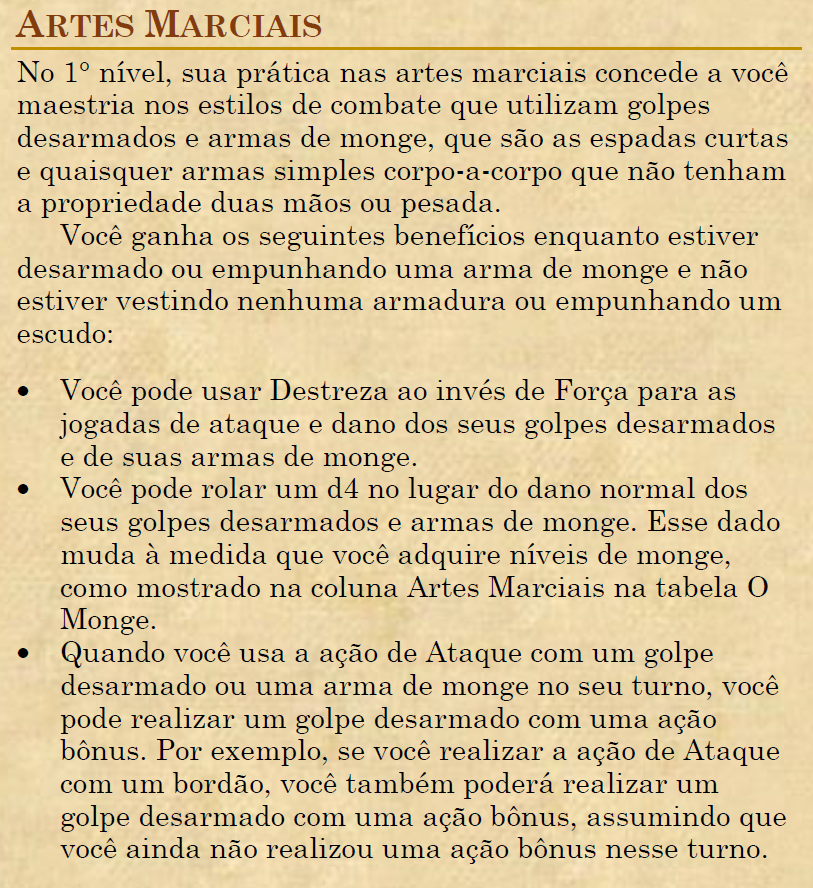 ARTES MARCIAIS
No 1° nível, sua prática nas artes marciais concede a você
maestria nos estilos de combate que utilizam golpes
desarmados e armas de monge, que são as espadas curtas
e quaisquer armas simples corpo-a-corpo que não tenham
a propriedade duas mãos ou pesada.
Você ganha os seguintes benefícios enquanto estiver
desarmado ou empunhando uma arma de monge e não
estiver vestindo nenhuma armadura ou empunhando um
escudo:
• Você pode usar Destreza ao invés de Força para as
jogadas de ataque e dano dos seus golpes desarmados
e de suas armas de monge.
• Você pode rolar um d4 no lugar do dano normal dos
seus golpes desarmados e armas de monge. Esse dado
muda à medida que você adquire níveis de monge,
como mostrado na coluna Artes Marciais na tabela O
Monge.
• Quando você usa a ação de Ataque com um golpe
desarmado ou uma arma de monge no seu turno, você
pode realizar um golpe desarmado com uma ação
bônus. Por exemplo, se você realizar a ação de Ataque
com um bordão, você também poderá realizar um
golpe desarmado com uma ação bônus, assumindo que
você ainda não realizou uma ação bônus nesse turno.